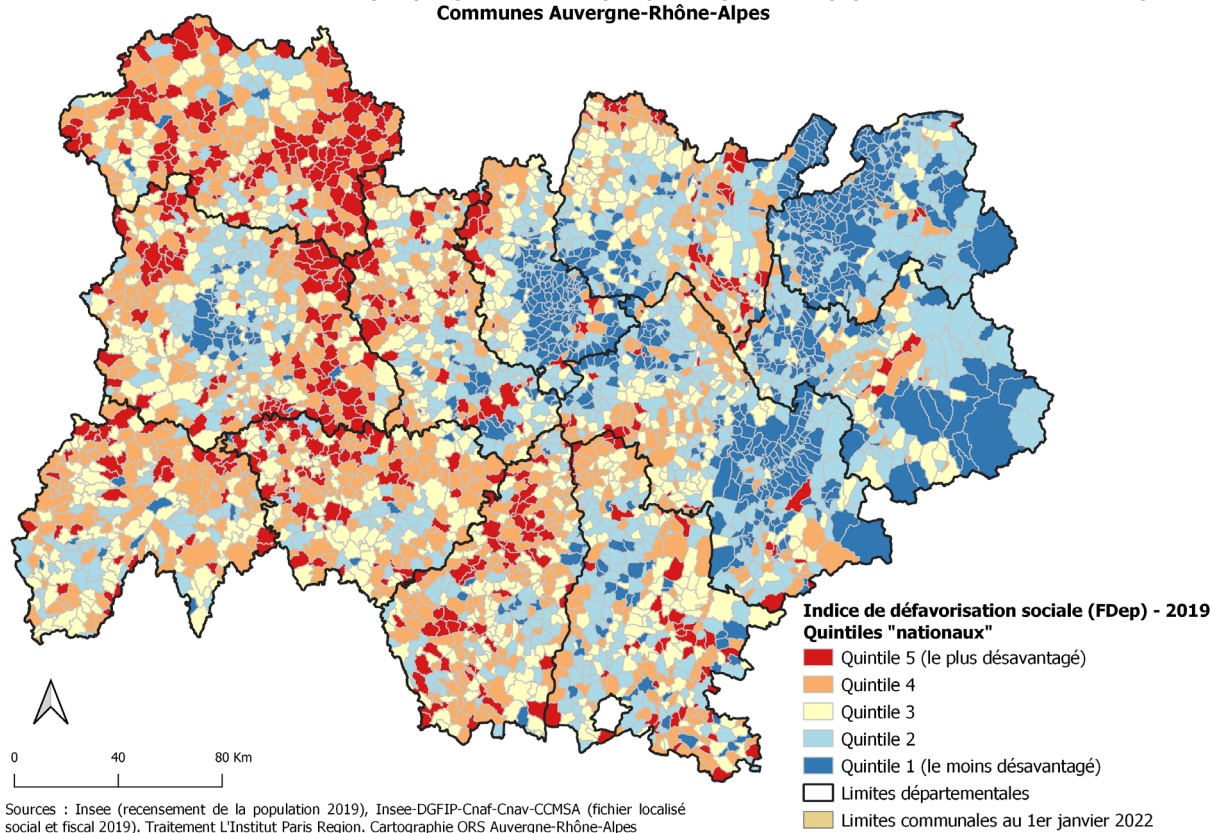 Communes Auvergne-Rhône-Alpes
Indice de défavorisation sociale (FDep) - 2019
Quintiles "nationaux"
Quintile 5 (le plus désavantagé)
Quintile 4
Quintile 3
Quintile 2
Quintile 1 (le moins désavantagé)
Limites départementales
Limites communales au 1er janvier 2022
0 40 80 Km
Sources : Insee (recensement de la population 2019), Insee-DGFIP-Cnaf-Cnav-CCMSA (fichier localisé
social et fiscal 2019). Traitement L'Institut Paris Region. Cartographie ORS Auvergne-Rhône-Alpes